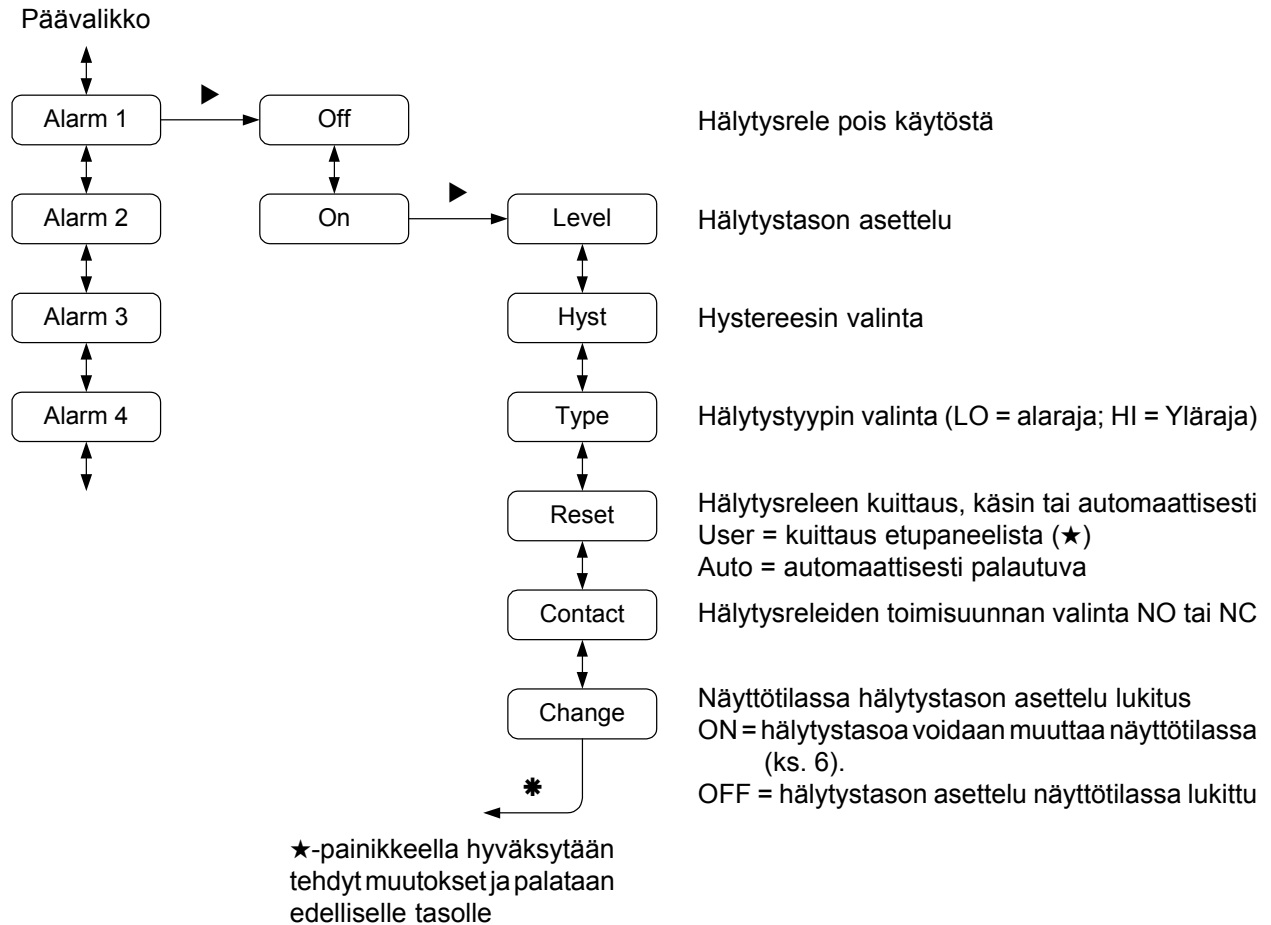 Päävalikko
Alarm 1
Off
Hälytysrele pois käytöstä
Alarm 2
On
Level
Hälytystason asettelu
Alarm 3
Hyst
Hystereesin valinta
Alarm 4
Type
Hälytystyypin valinta (LO = alaraja; HI = Yläraja)
Reset
Hälytysreleen kuittaus, käsin tai automaattisesti
User = kuittaus etupaneelista (★)
Auto = automaattisesti palautuva
Contact
Hälytysreleiden toimisuunnan valinta NO tai NC
Change
Näyttötilassa hälytystason asettelu lukitus
ON = hälytystasoa voidaan muuttaa näyttötilassa
(ks. 6).
OFF = hälytystason asettelu näyttötilassa lukittu
★-painikkeella hyväksytään
tehdyt muutokset ja palataan
edelliselle tasolle